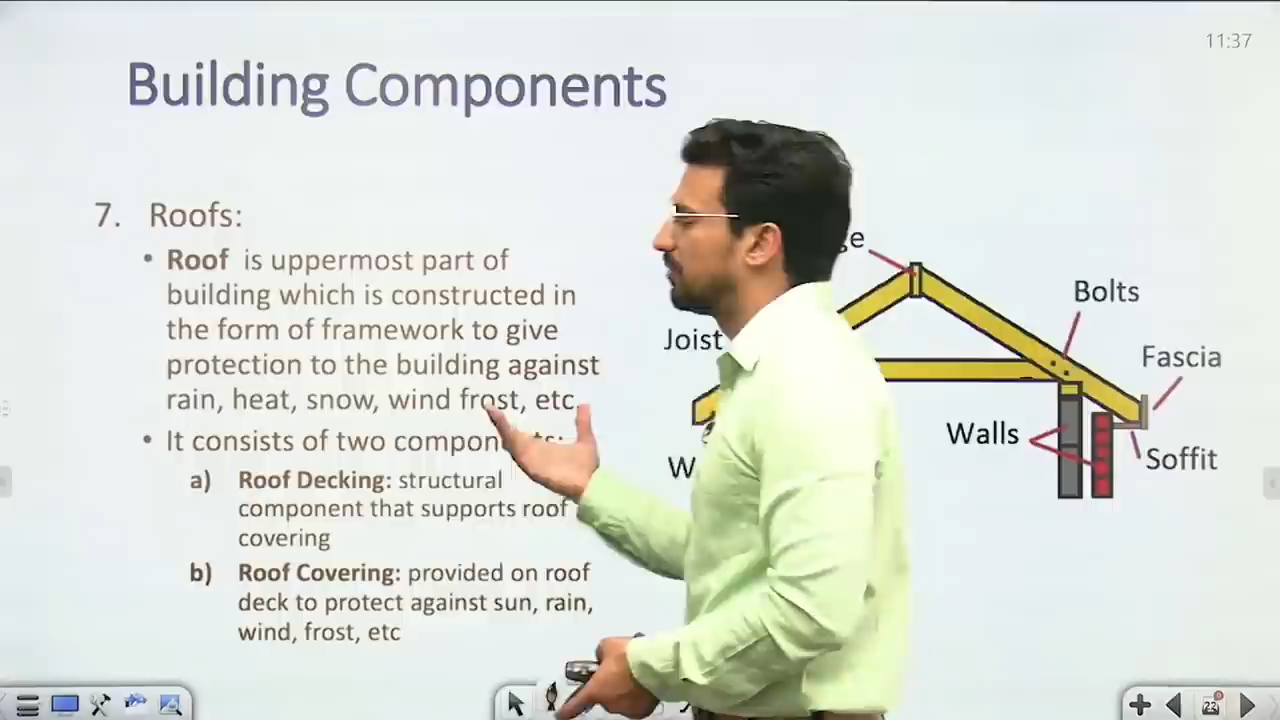 11:37
Building Components
7. Roofs:
• Roof is uppermost part of
building which is constructed in
the form of framework to give
protection to the building against
rain, heat, snow, wind frost, etc.
• It consists of two components:
a) Roof Decking: structural
component that supports roof
covering
b) Roof Covering: provided on roof
deck to protect against sun, rain,
wind, frost, etc
Bolts
Joist
Fascia
Walls
Soffit
23